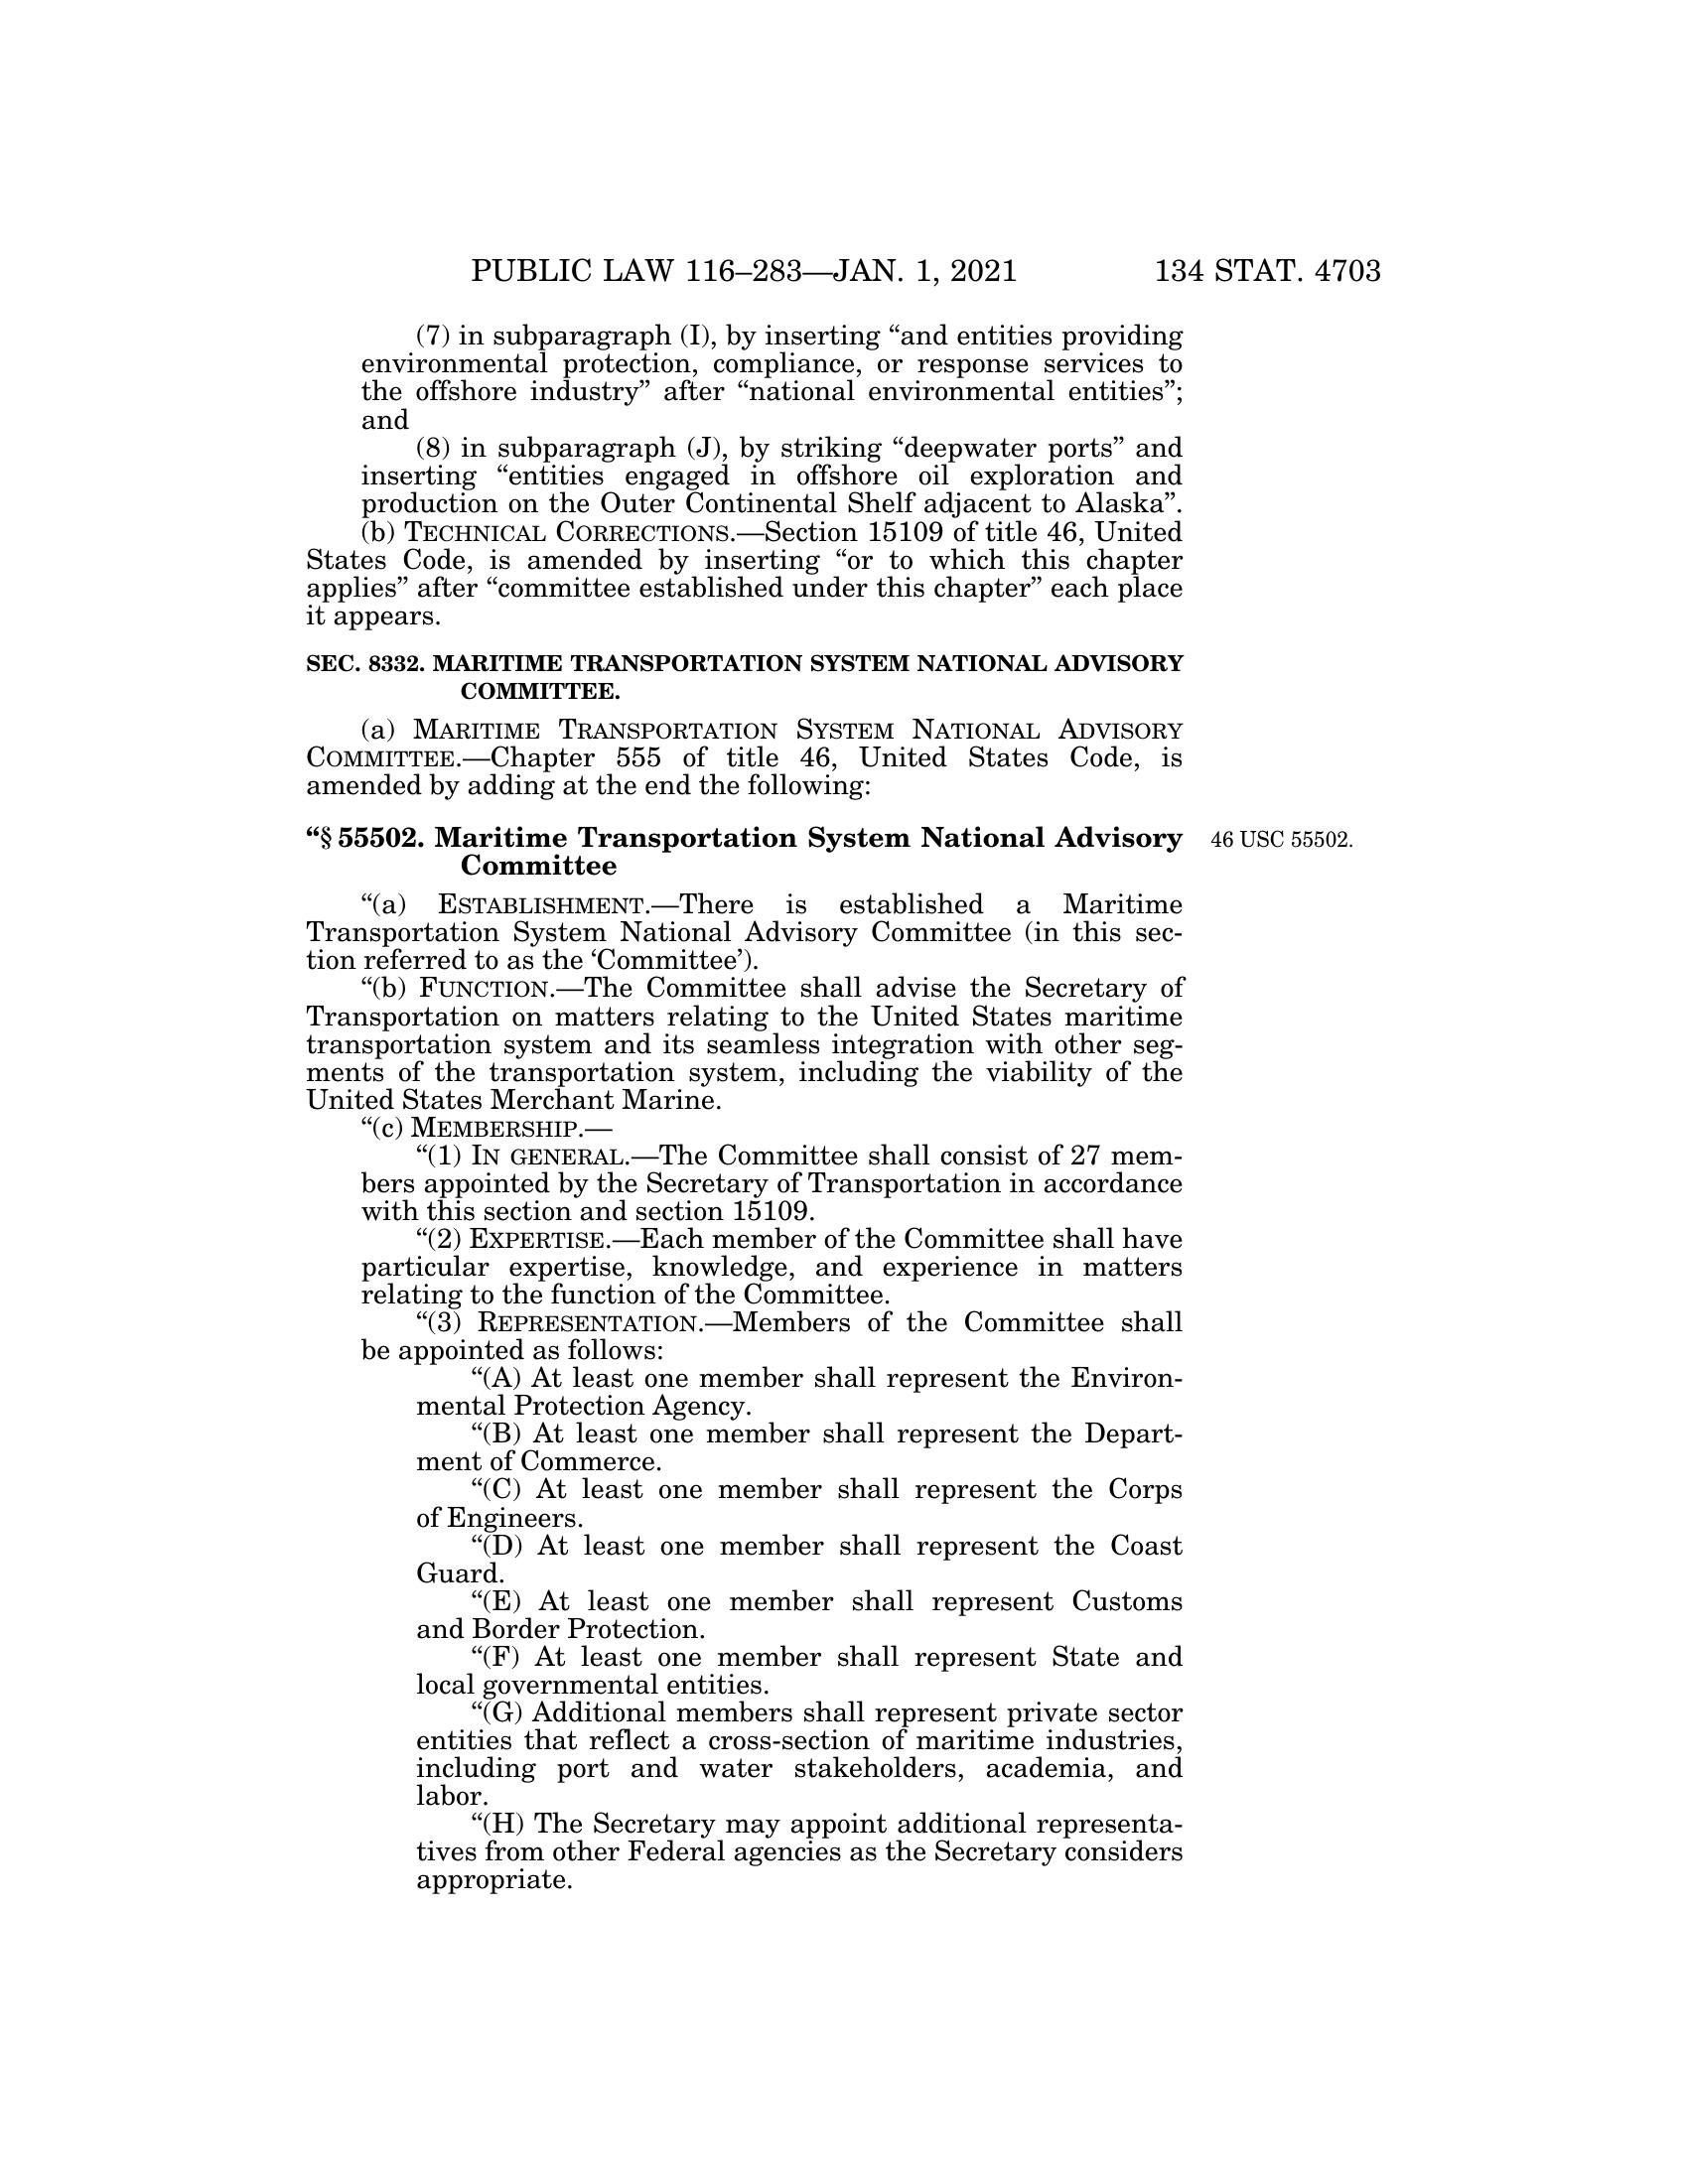 PUBLIC LAW 116–283—JAN. 1, 2021 134 STAT. 4703
(7) in subparagraph (I), by inserting “and entities providing
environmental protection, compliance, or response services to
the offshore industry” after “national environmental entities”;
and
(8) in subparagraph (J), by striking “deepwater ports” and
inserting “entities engaged in offshore oil exploration and
production on the Outer Continental Shelf adjacent to Alaska”.
(b) TECHNICAL CORRECTIONS.—Section 15109 of title 46, United
States Code, is amended by inserting “or to which this chapter
applies” after “committee established under this chapter” each place
it appears.
SEC. 8332. MARITIME TRANSPORTATION SYSTEM NATIONAL ADVISORY
COMMITTEE.
(a) MARITIME TRANSPORTATION SYSTEM NATIONAL ADVISORY
COMMITTEE.—Chapter 555 of title 46, United States Code, is
amended by adding at the end the following:
“§ 55502. Maritime Transportation System National Advisory 46 USC 55502.
Committee
“(a) ESTABLISHMENT.—There is established a Maritime
Transportation System National Advisory Committee (in this sec-
tion referred to as the ‘Committee’).
“(b) FUNCTION.—The Committee shall advise the Secretary of
Transportation on matters relating to the United States maritime
transportation system and its seamless integration with other seg-
ments of the transportation system, including the viability of the
United States Merchant Marine.
“(c) MEMBERSHIP.—
“(1) IN GENERAL.—The Committee shall consist of 27 mem-
bers appointed by the Secretary of Transportation in accordance
with this section and section 15109.
“(2) EXPERTISE.—Each member of the Committee shall have
particular expertise, knowledge, and experience in matters
relating to the function of the Committee.
“(3) REPRESENTATION.—Members of the Committee shall
be appointed as follows:
“(A) At least one member shall represent the Environ-
mental Protection Agency.
“(B) At least one member shall represent the Depart-
ment of Commerce.
“(C) At least one member shall represent the Corps
of Engineers.
“(D) At least one member shall represent the Coast
Guard.
“(E) At least one member shall represent Customs
and Border Protection.
“(F) At least one member shall represent State and
local governmental entities.
“(G) Additional members shall represent private sector
entities that reflect a cross-section of maritime industries,
including port and water stakeholders, academia, and
labor.
“(H) The Secretary may appoint additional representa-
tives from other Federal agencies as the Secretary considers
appropriate.